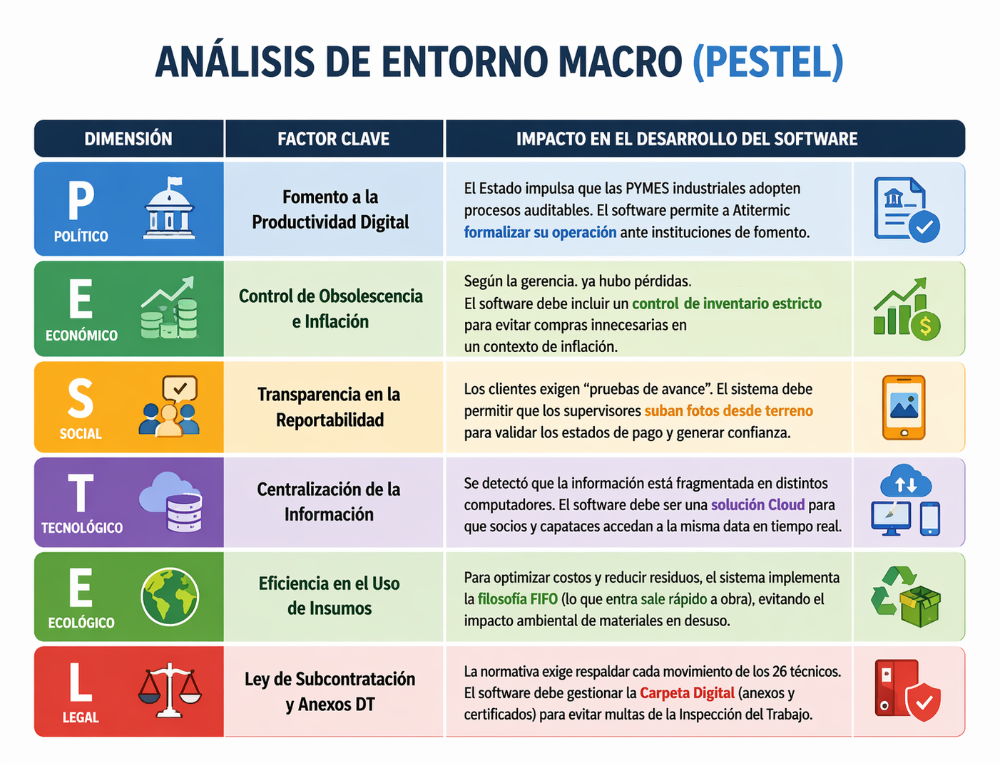 ANÁLISIS DE ENTORNO MACRO (PESTEL)
DIMENSIÓN
FACTOR CLAVE
IMPACTO EN EL DESARROLLO DEL SOFTWARE
P
POLÍTICO
Fomento a la
Productividad Digital
El Estado impulsa que las PYMES industriales adopten
procesos auditables. El software permite a Atitermic
formalizar su operación ante instituciones de fomento.
E
ECONÓMICO
Control de Obsolescencia
e Inflación
Según la gerencia. ya hubo pérdidas.
El software debe incluir un control de inventario estricto
para evitar compras innecesarias en
un contexto de inflación.
$
S
SOCIAL
Transparencia en la
Reportabilidad
Los clientes exigen “pruebas de avance”. El sistema debe
permitir que los supervisores suban fotos desde terreno
para validar los estados de pago y generar confianza.
T
TECNOLÓGICO
Centralización de la
Información
Se detectó que la información está fragmentada en distintos
computadores. El software debe ser una solución Cloud para
que socios y capataces accedan a la misma data en tiempo real.
E
ECOLÓGICO
Eficiencia en el Uso
de Insumos
Para optimizar costos y reducir residuos, el sistema implementa
la filosofía FIFO (lo que entra sale rápido a obra), evitando el
impacto ambiental de materiales en desuso.
L
LEGAL
Ley de Subcontratación
y Anexos DT
La normativa exige respaldar cada movimiento de los 26 técnicos.
El software debe gestionar la Carpeta Digital (anexos y
certificados) para evitar multas de la Inspección del Trabajo.